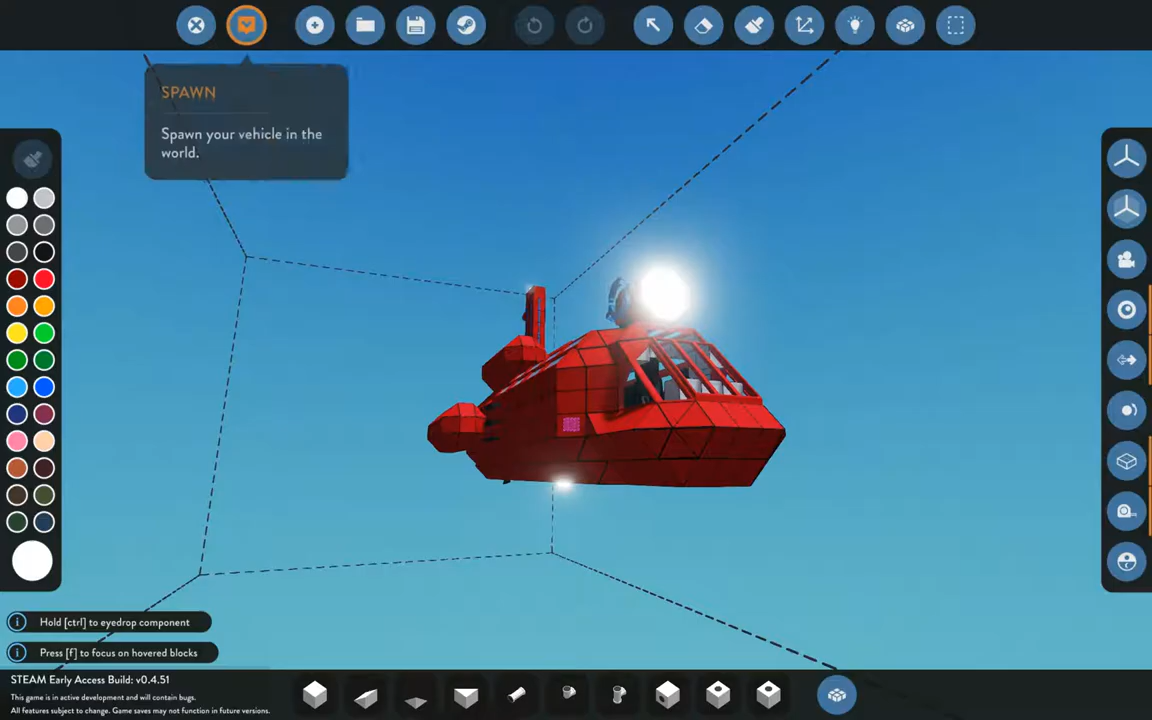 SPAWN
Spawn your vehicle in the
world.
Hold [ctrl] to eyedrop component
Press [f] to focus on hovered blocks
STEAM Early Access Build: v0.4.51
This game is in active development and will contain bugs.
All features subject to change. Game saves may not function in future versions.